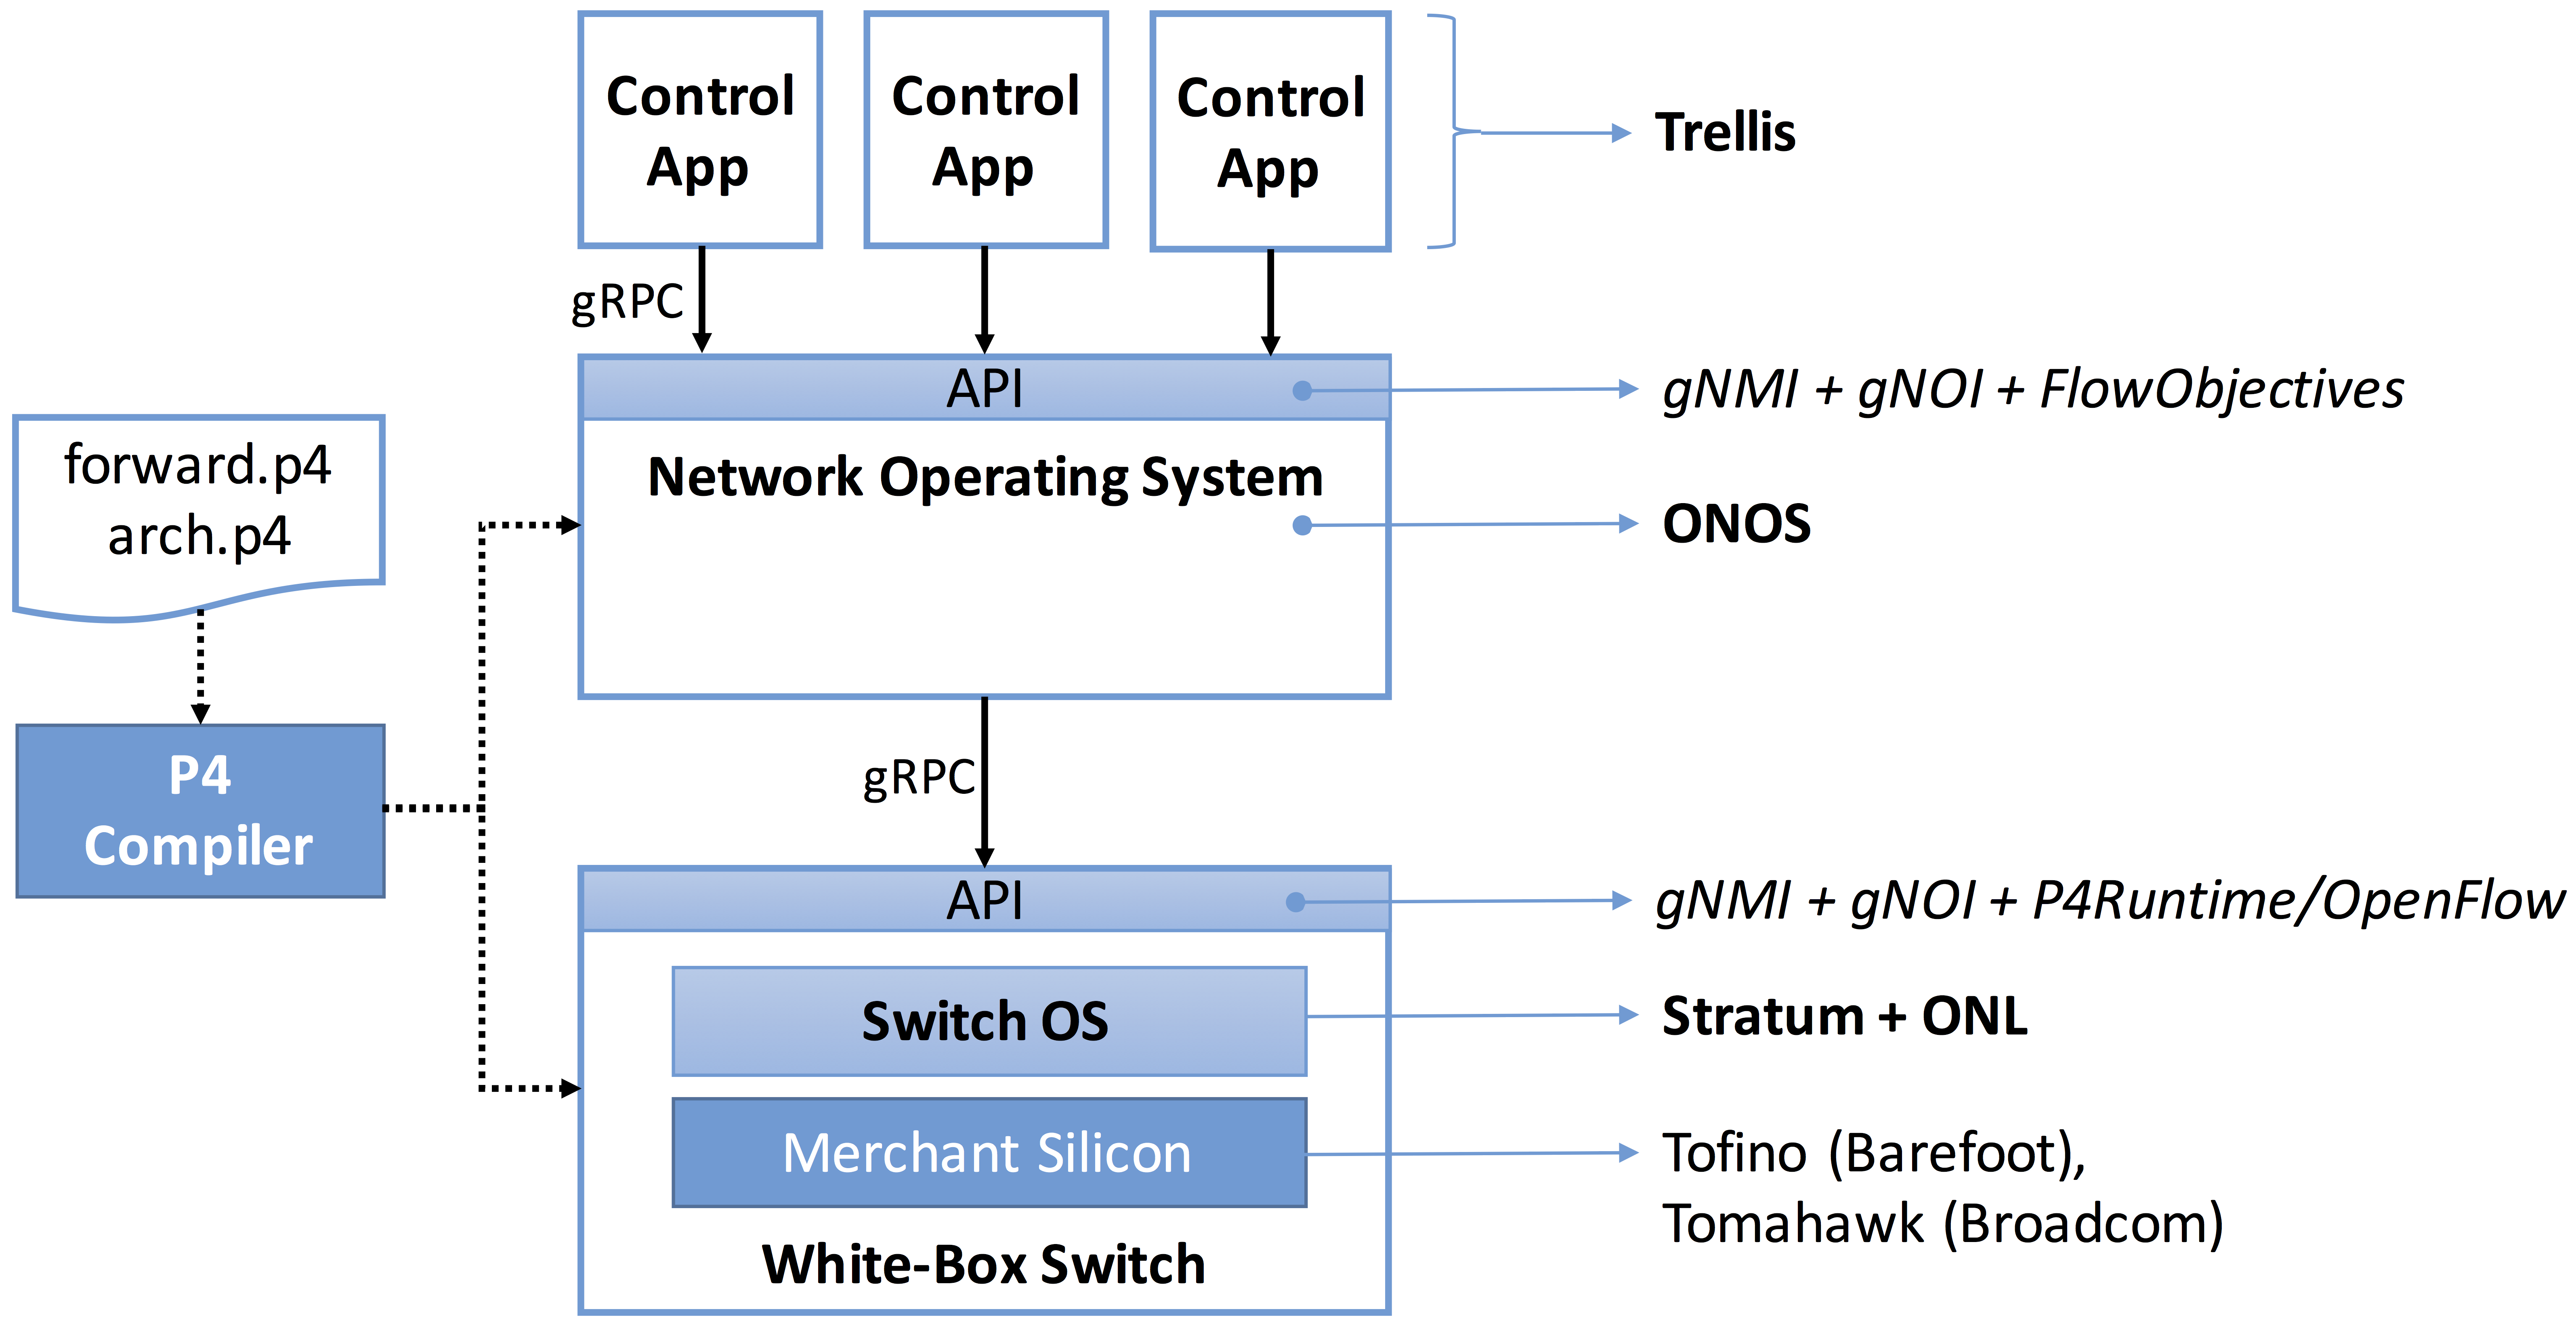 Control
App
Control
App
Control
App
Trellis
gRPC
API
gNMI + gNOI + FlowObjectives
Network Operating System
ONOS
forward.p4
arch.p4
P4
Compiler
gRPC
API
gNMI + gNOI + P4Runtime/OpenFlow
Switch OS
Stratum + ONL
Merchant Silicon
Tofino (Barefoot),
Tomahawk (Broadcom)
White-Box Switch